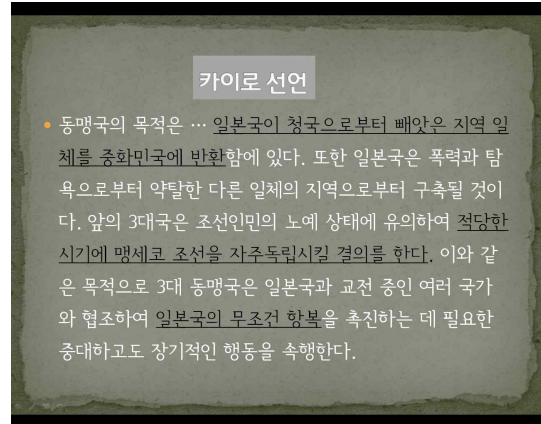 카이로 선언
• 동맹국의 목적은 … 일본국이 청국으로부터 빼앗은 지역 일
체를 중화민국에 반환함에 있다. 또한 일본국은 폭력과 탐
욕으로부터 약탈한 다른 일체의 지역으로부터 구축될 것이
다. 앞의 3대국은 조선인민의 노예 상태에 유의하여 적당한
시기에 맹세코 조선을 자주독립시킬 결의를 한다. 이와 같
은 목적으로 3대 동맹국은 일본국과 교전 중인 여러 국가
와 협조하여 일본국의 무조건 항복을 촉진하는 데 필요한
중대하고도 장기적인 행동을 속행한다.